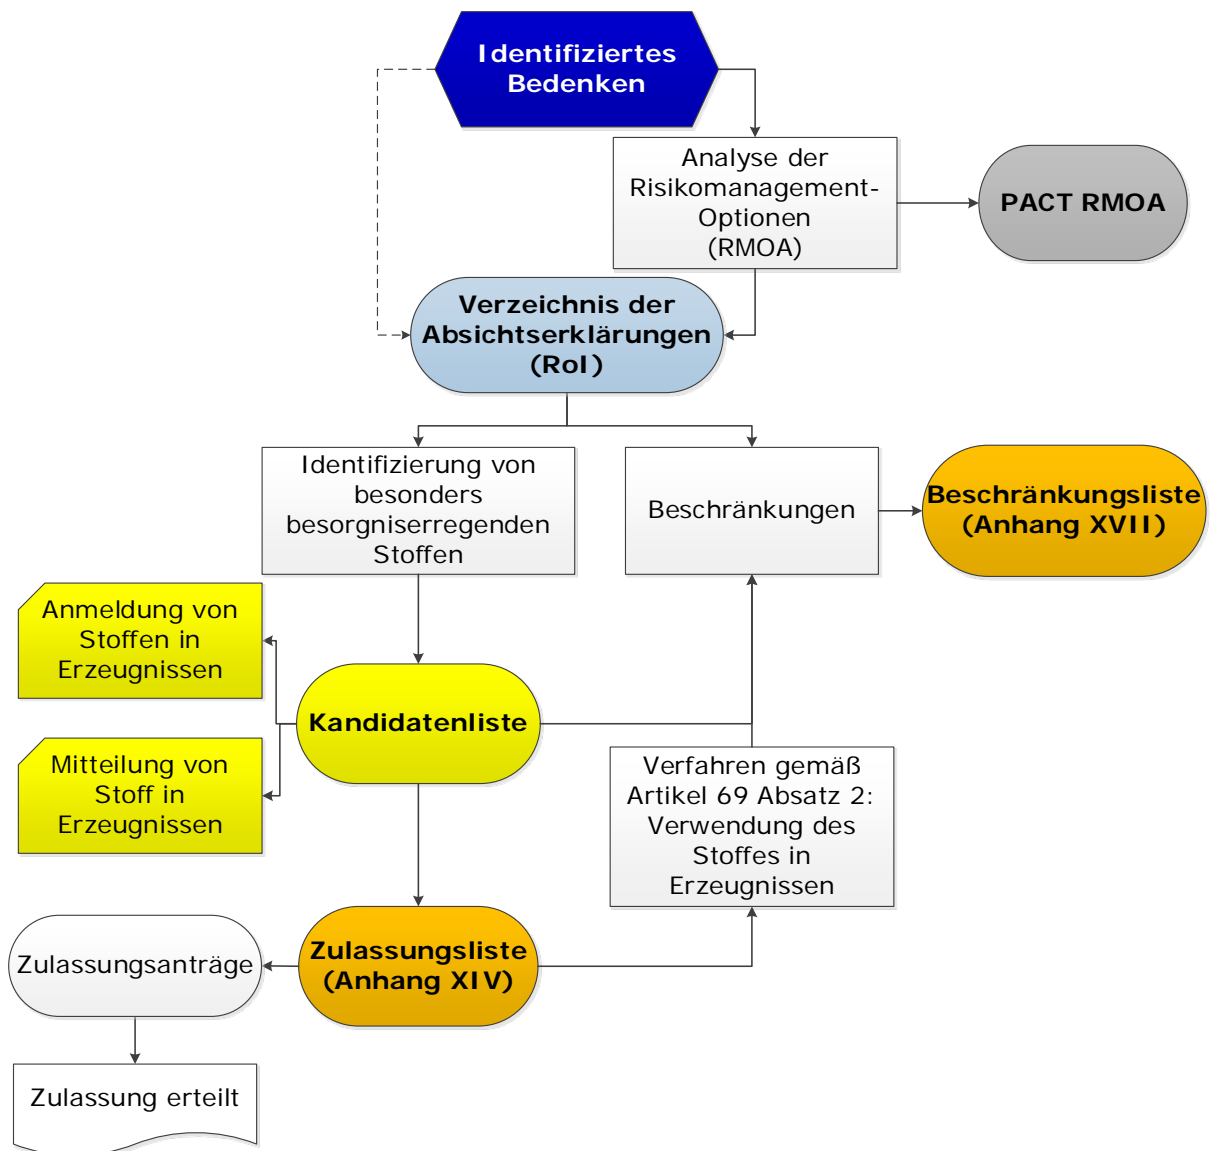 Identifiziertes
Bedenken
Analyse der
Risikomanagement-
Optionen
(RMOA)
PACT RMOA
Verzeichnis der
Absichtserklärungen
(RoI)
Identifizierung von
besonders
besorgniserregenden
Stoffen
Beschränkungen
Beschränkungsliste
(Anhang XVII)
Anmeldung von
Stoffen in
Erzeugnissen
Kandidatenliste
Mitteilung von
Stoff in
Erzeugnissen
Verfahren gemäß
Artikel 69 Absatz 2:
Verwendung des
Stoffes in
Erzeugnissen
Zulassungsanträge
Zulassungsliste
(Anhang XIV)
Zulassung erteilt